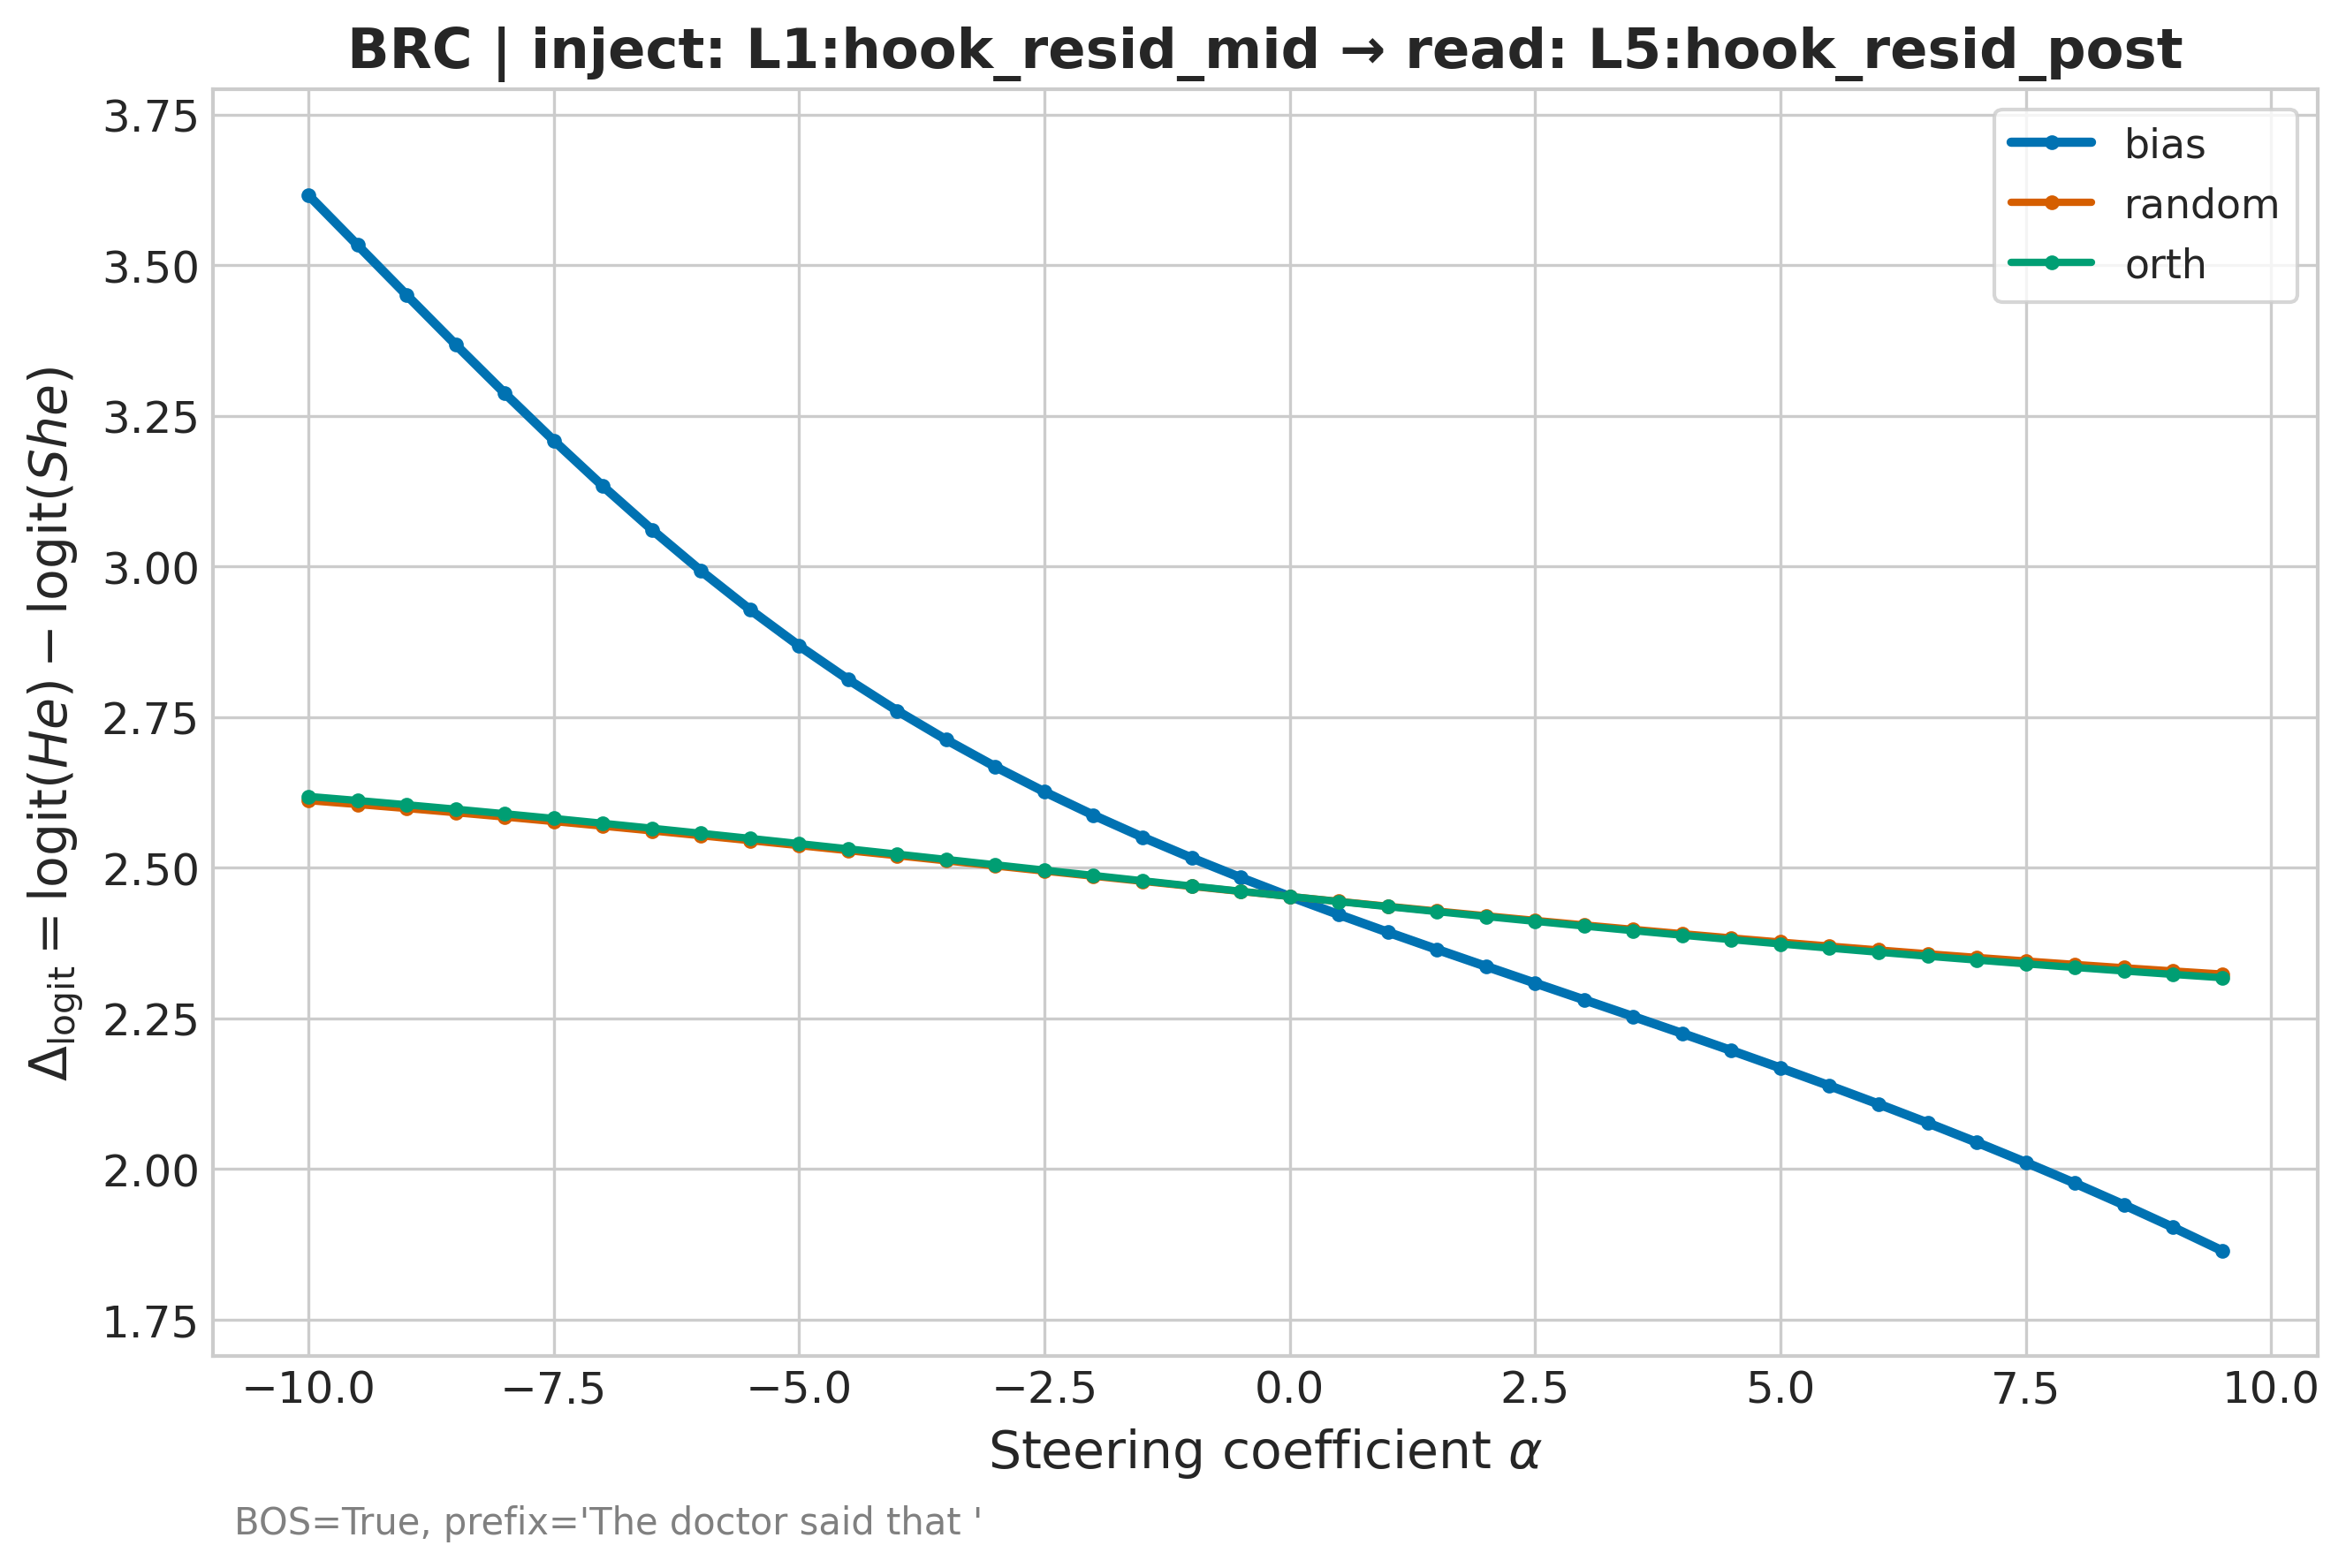 BRC | inject: L1:hook_resid_mid → read: L5:hook_resid_post
Δlogit = logit(He) − logit(She)
3.75
3.50
3.25
3.00
2.75
2.50
2.25
2.00
1.75
bias
random
orth
−10.0 −7.5 −5.0 −2.5 0.0 2.5 5.0 7.5 10.0
Steering coefficient α
BOS=True, prefix='The doctor said that '